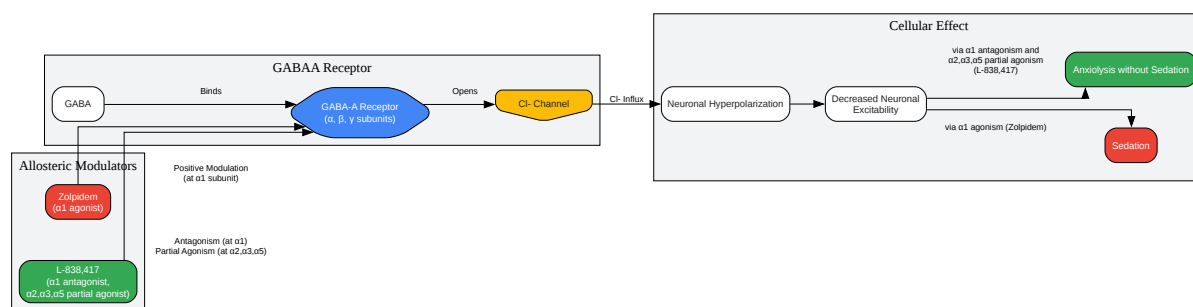 Cellular Effect
via α1 antagonism and
α2,α3,α5 partial agonism
(L-838,417)
Anxiolysis without Sedation
GABAA Receptor
GABA
Binds
GABA-A Receptor
(α, β, γ subunits)
Opens
Cl- Channel
Cl- Influx
Neuronal Hyperpolarization
Decreased Neuronal
Excitability
via α1 agonism (Zolpidem)
Sedation
Allosteric Modulators
Positive Modulation
(at α1 subunit)
Zolpidem
(α1 agonist)
Antagonism (at α1)
Partial Agonism (at α2,α3,α5)
L-838,417
(α1 antagonist,
α2,α3,α5 partial agonist)